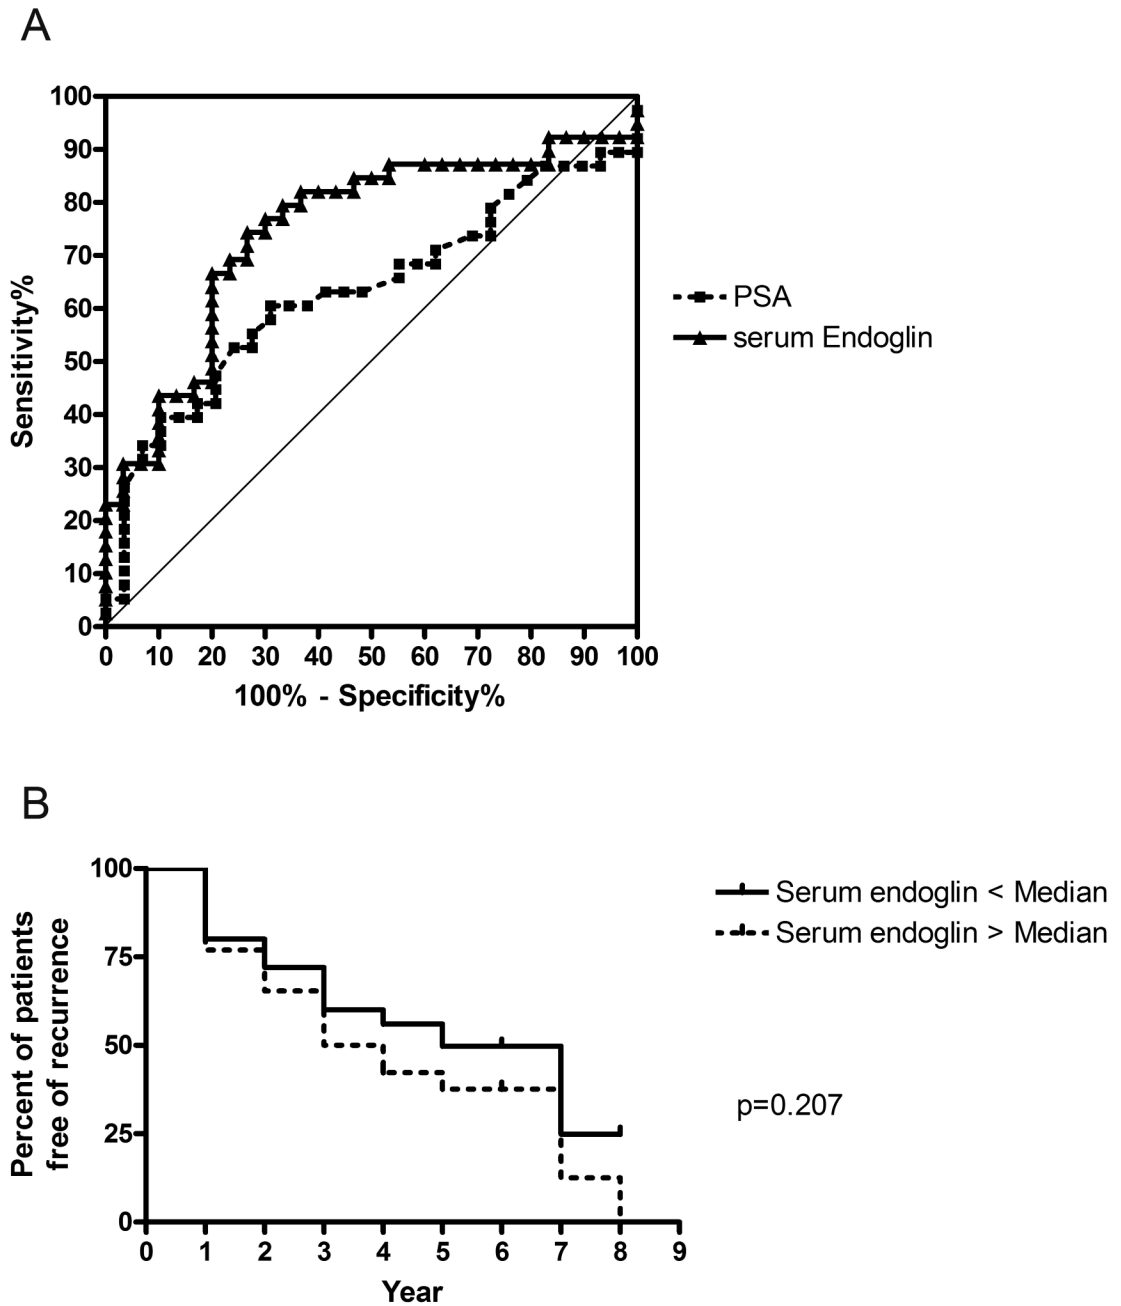 A
100
90
80
70
60
50
40
30
20
10
0
Sensitivity%
0 10 20 30 40 50 60 70 80 90 100
100% - Specificity%
PSA
serum Endoglin
B
100
75
50
25
0
Percent of patients
free of recurrence
0 1 2 3 4 5 6 7 8 9
Year
Serum endoglin < Median
Serum endoglin > Median
p=0.207